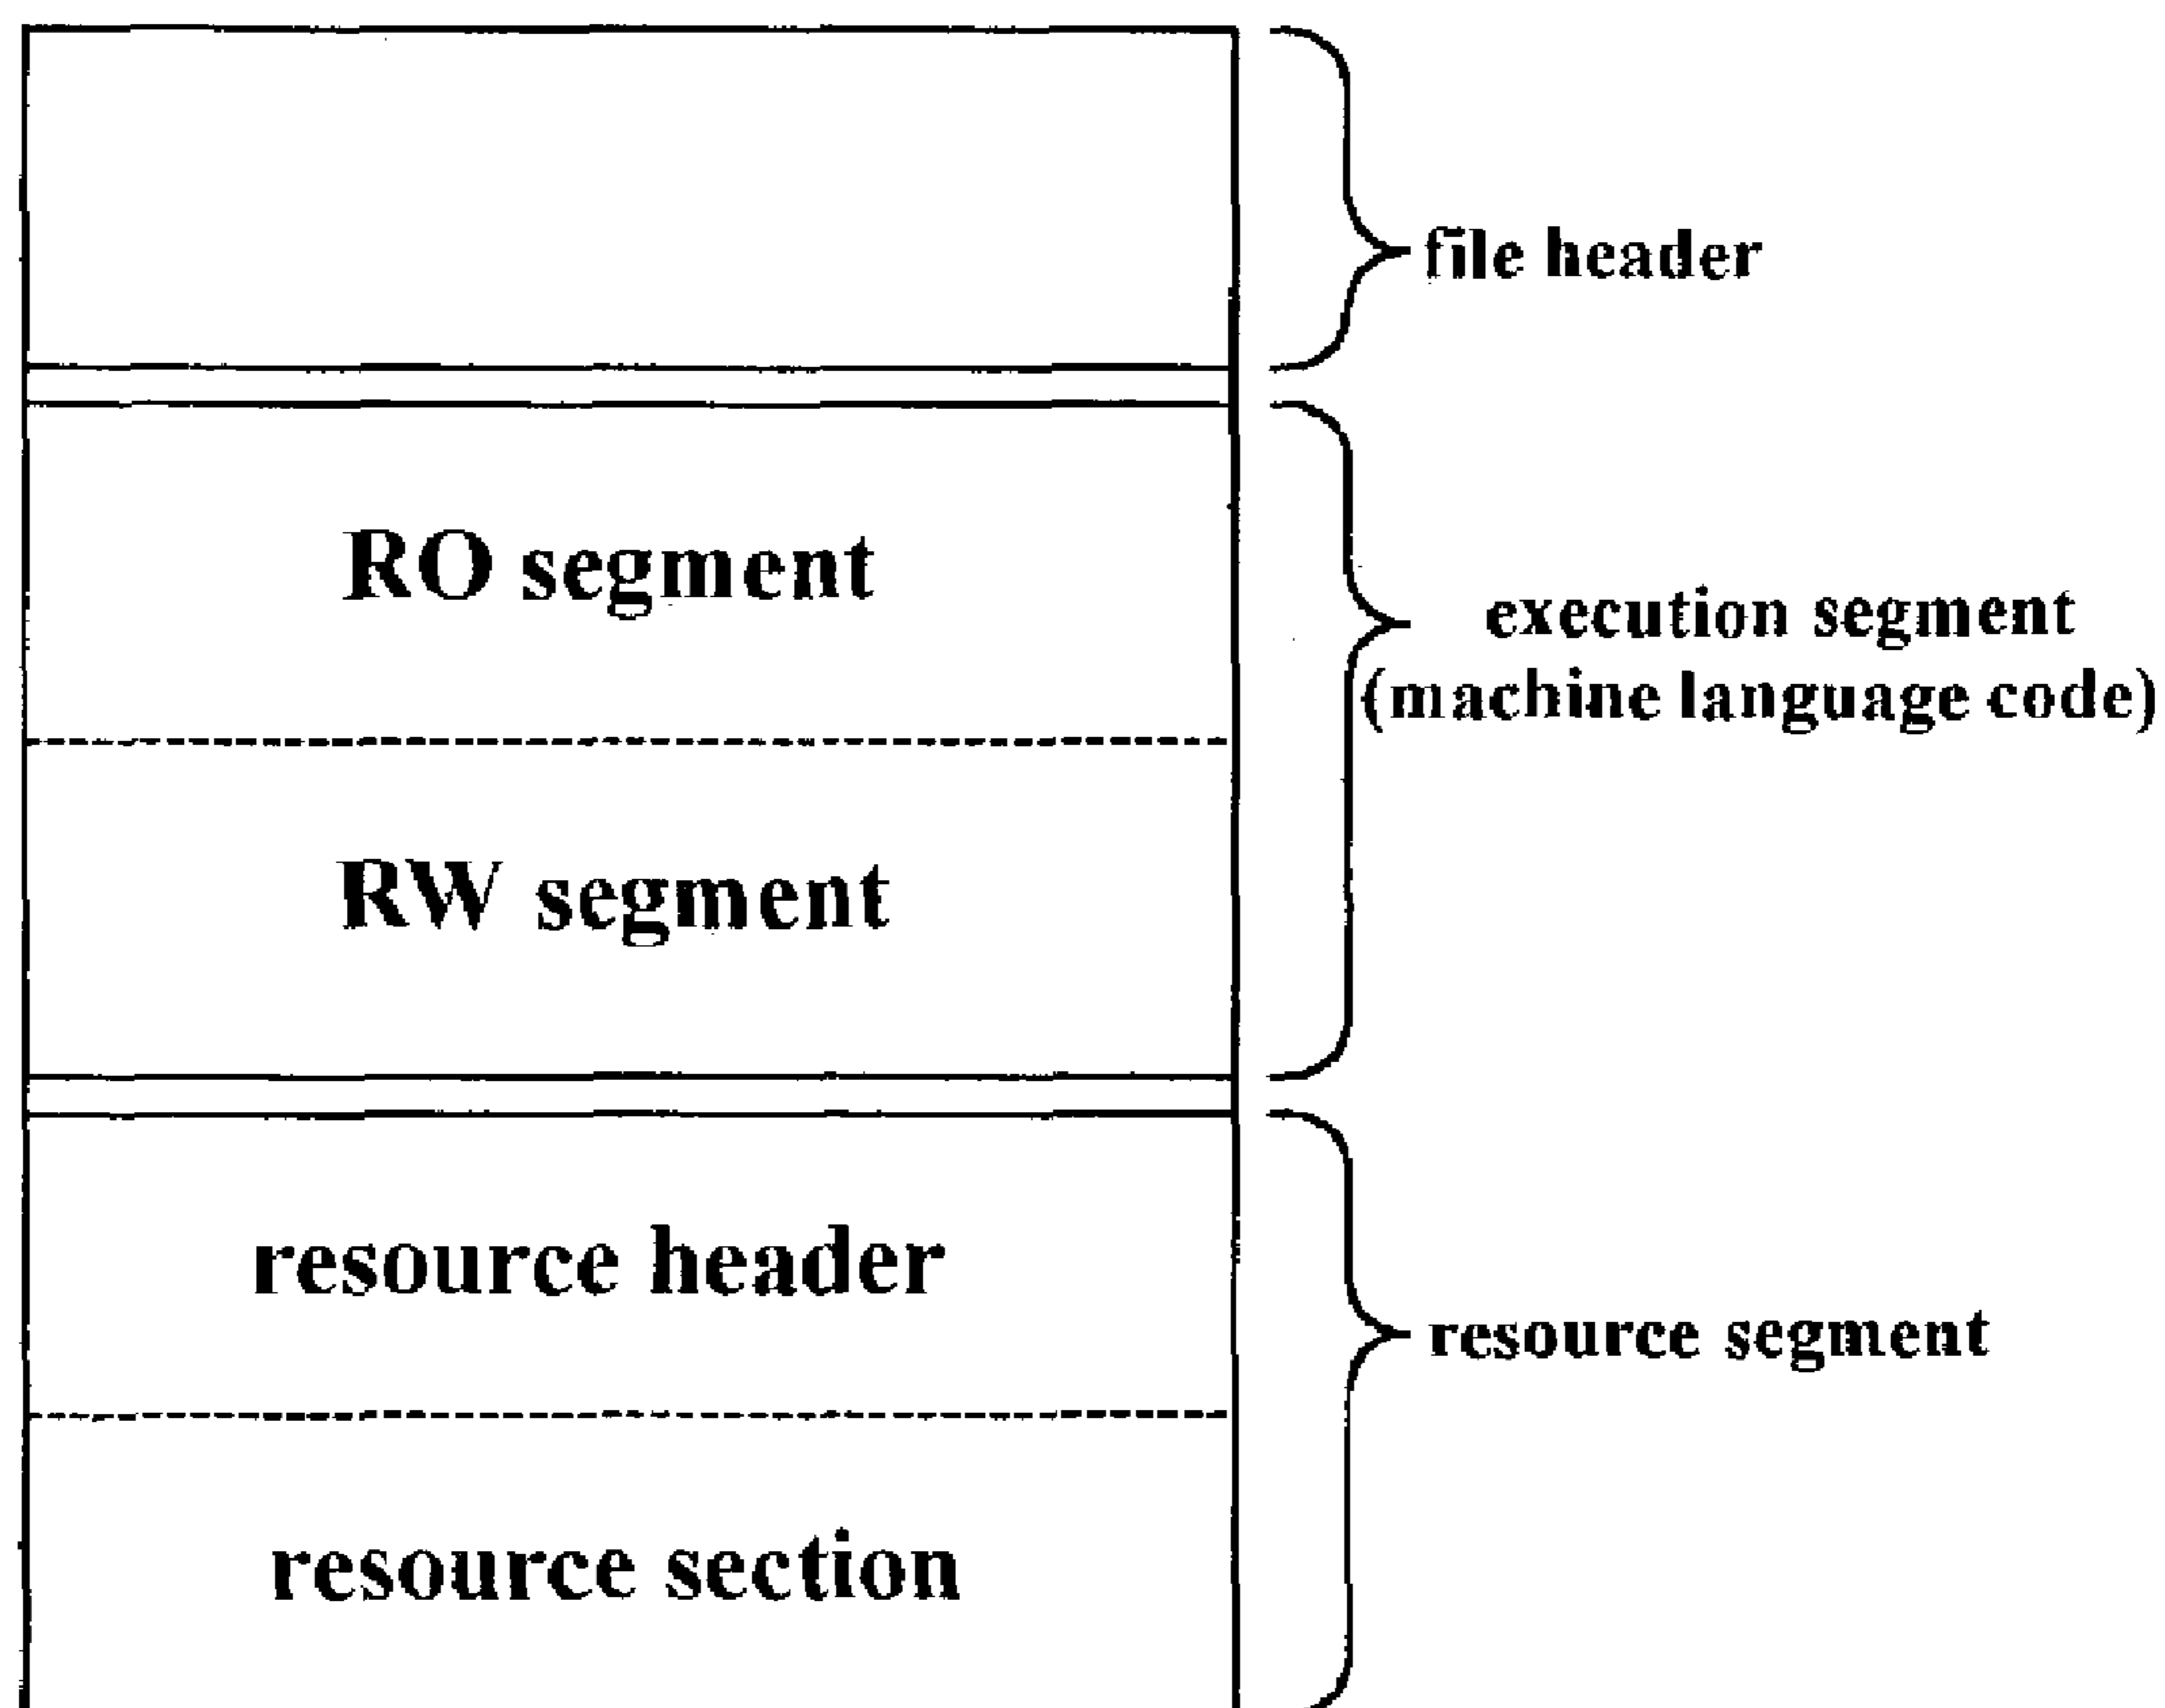 file header
RO segment
execution segment
(machine language code)
RW segment
resource header
resource segment
resource section